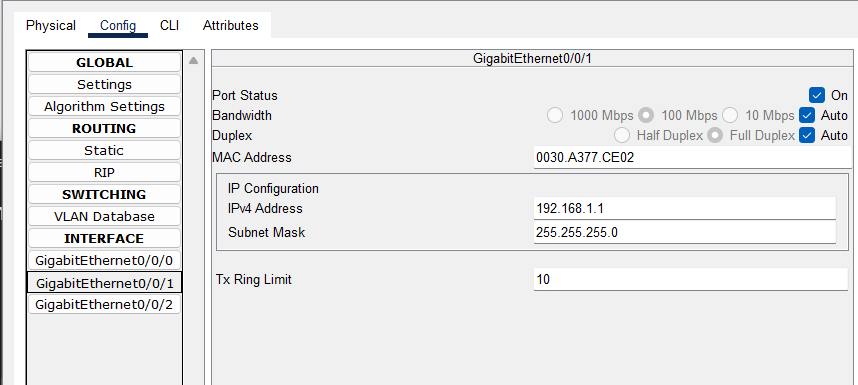 Physical Config CLI Attributes
GLOBAL
Settings
Algorithm Settings
ROUTING
Static
RIP
SWITCHING
VLAN Database
INTERFACE
GigabitEthernet0/0/0
GigabitEthernet0/0/1
GigabitEthernet0/0/2
GigabitEthernet0/0/1
Port Status On
Bandwidth 1000 Mbps 100 Mbps 10 Mbps Auto
Duplex Half Duplex Full Duplex Auto
MAC Address 0030.A377.CE02
IP Configuration
IPv4 Address 192.168.1.1
Subnet Mask 255.255.255.0
Tx Ring Limit 10